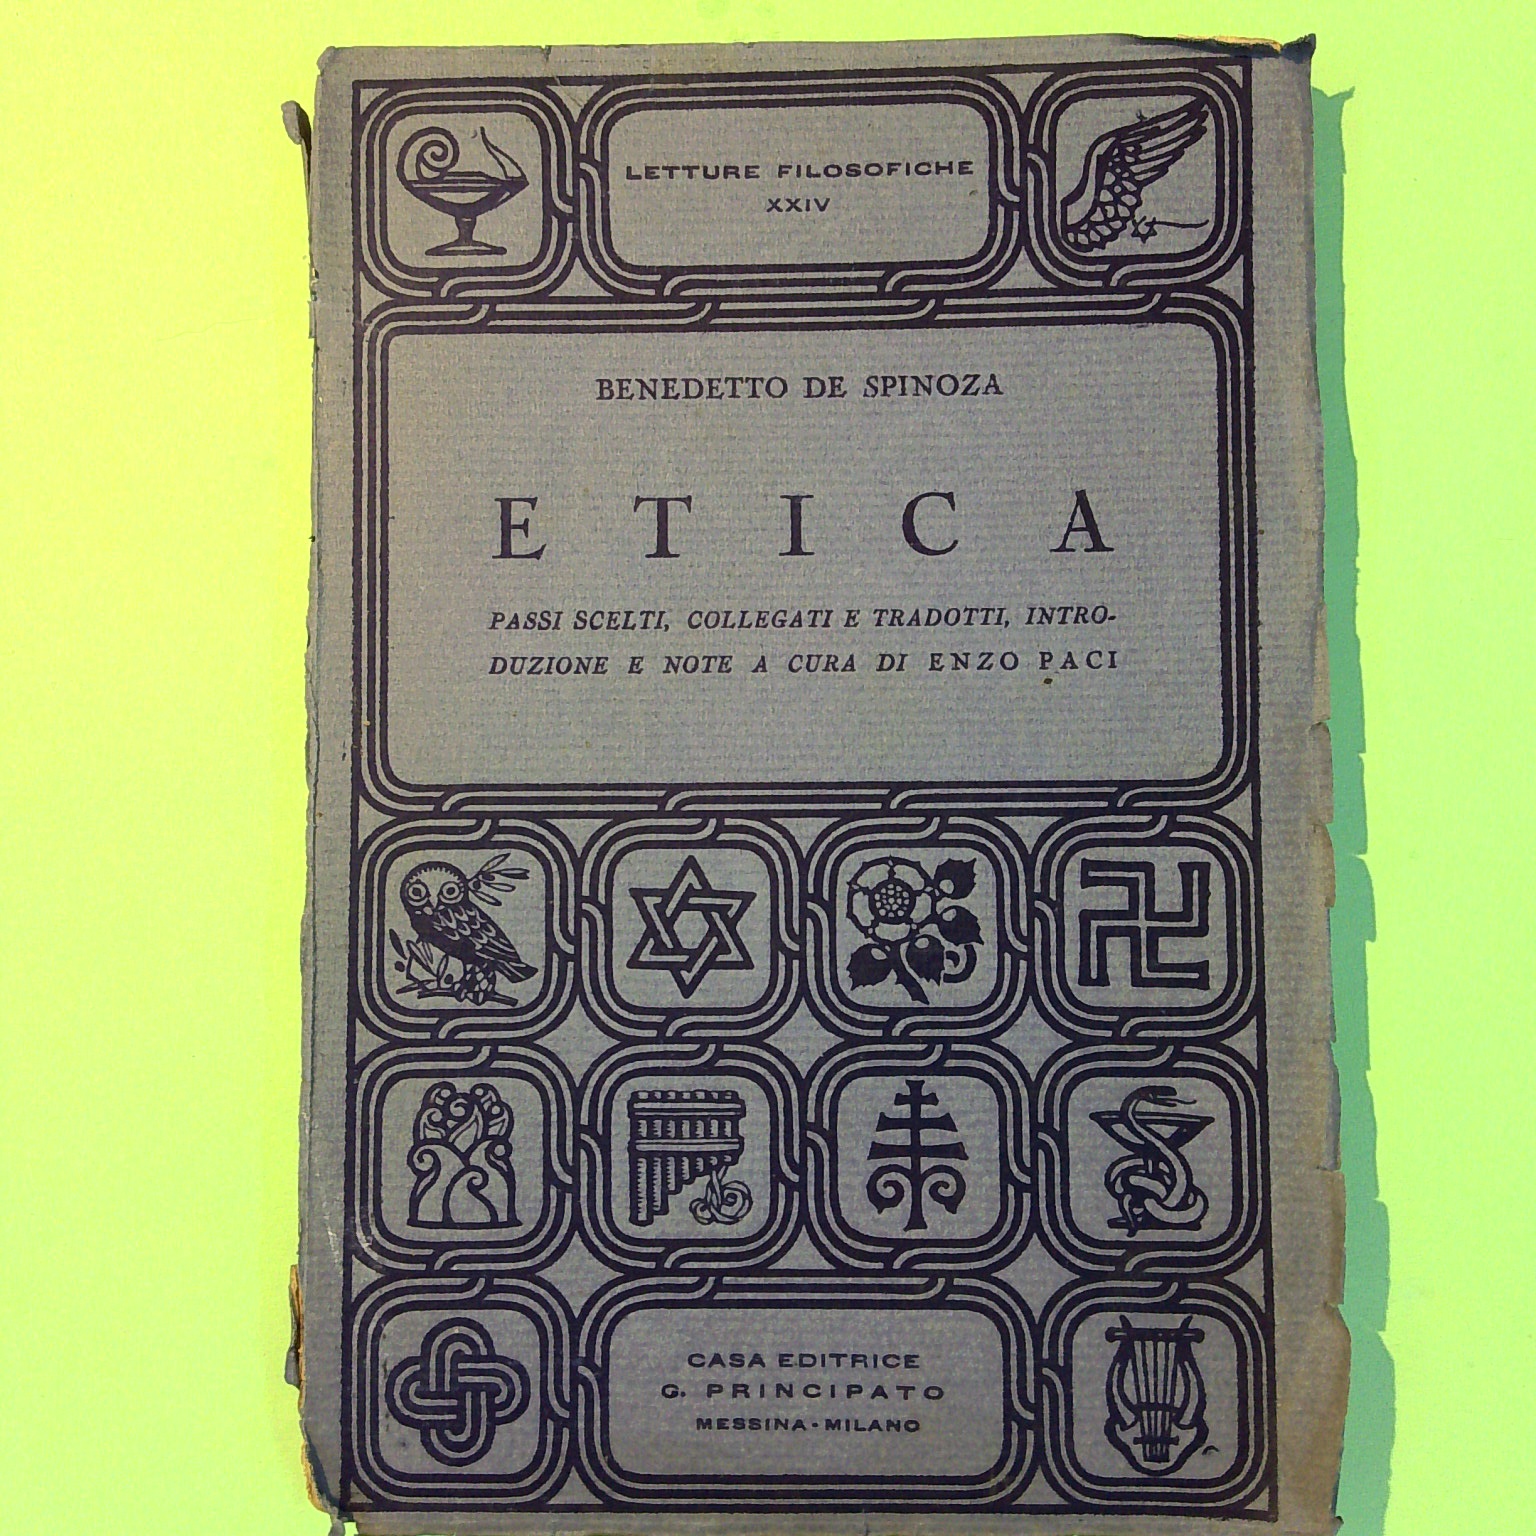 LETTURE FILOSOFICHE
XXIV
BENEDETTO DE SPINOZA
ETICA
PASSI SCELTI, COLLEGATI E TRADOTTI, INTRO-
DUZIONE E NOTE A CURA DI ENZO PACI
CASA EDITRICE
G. PRINCIPATO
MESSINA - MILANO